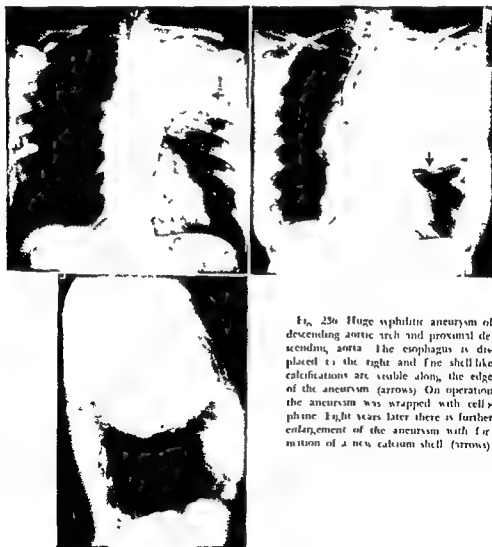 Fig. 256 Huge syphilitic aneurysm of
descending aortic arch and proximal de
scending aorta The esophagus is dis
placed to the right and fine shell like
calcifications are visible along the edge
of the aneurysm (arrows) On operation
the aneurysm was wrapped with cello
phane Eight years later there is further
enlargement of the aneurysm with for
mation of a new calcium shell (arrows)